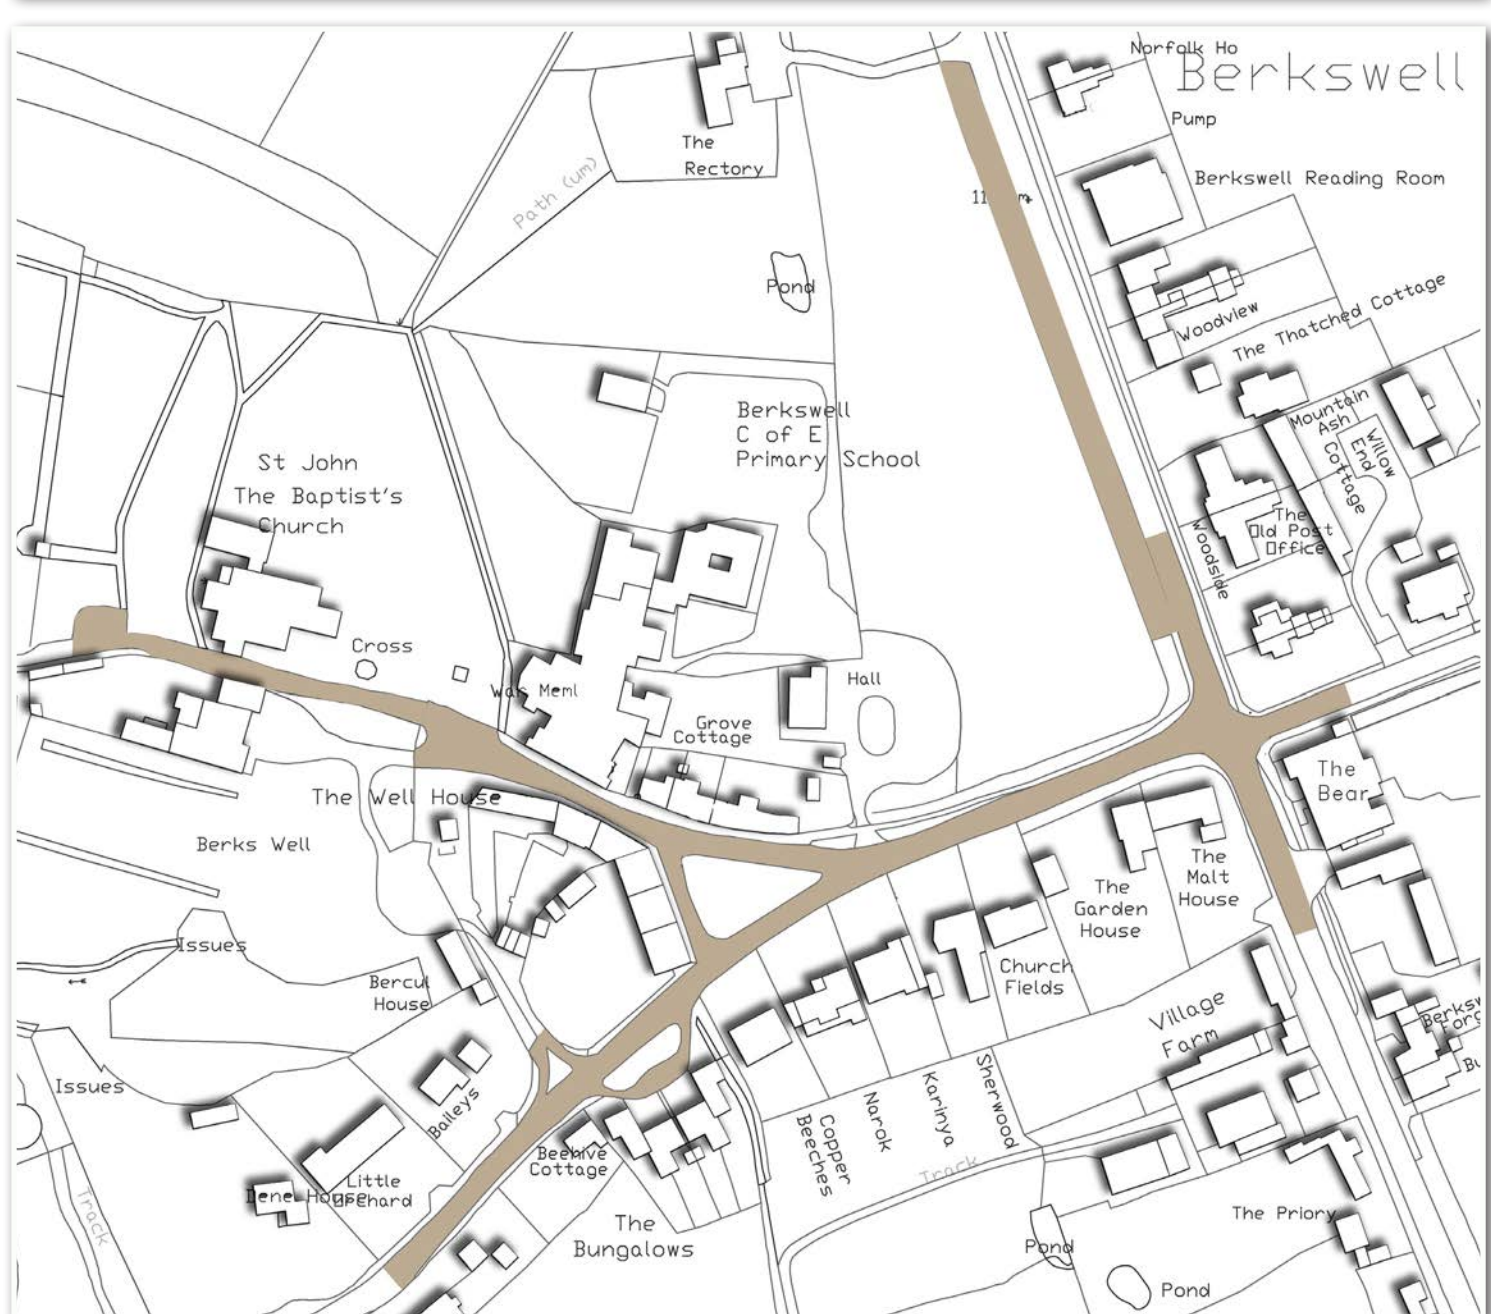 Norfolk Ho
Berkswell
Pump
The
Rectory
Path (um)
Berkswell Reading Room
Pond
Woodview
The Thatched Cottage
Mountain
Ash
Cottage
Willow
End
Berkswell
C of E
Primary School
St John
The Baptist's
Church
The
Old Post
Office
Woodside
Cross
War Meml
Hall
Grove
Cottage
The Well House
Berks Well
The
Bear
The
Malt
House
The
Garden
House
Church
Fields
Issues
Bercul
House
Village
Farm
Issues
Baileys
Sherwood
Karinya
Narok
Copper
Beeches
Beehive
Cottage
Track
Little
Orchard
Dene House
Track
The
Bungalows
The Priory
Pond
Pond